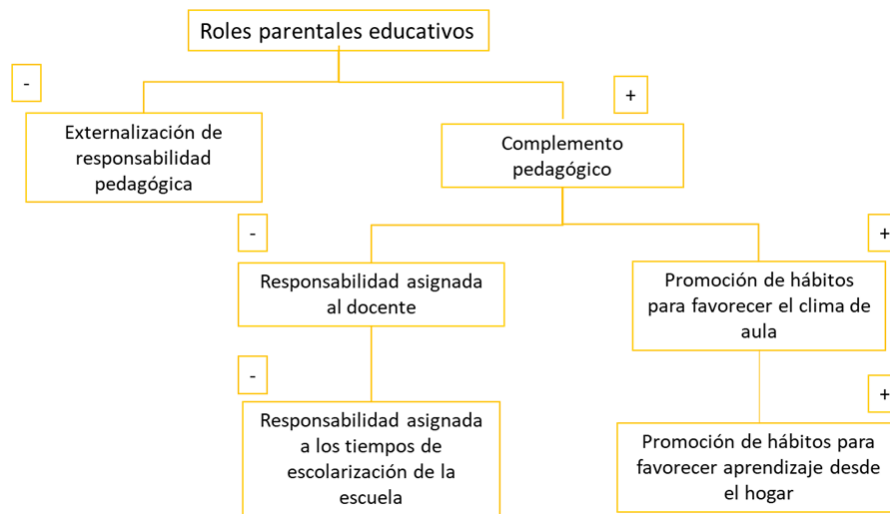 Roles parentales educativos
-
+
Externalización de
responsabilidad
pedagógica
Complemento
pedagógico
-
+
Responsabilidad asignada
al docente
Promoción de hábitos
para favorecer el clima de
aula
-
+
Responsabilidad asignada
a los tiempos de
escolarización de la
escuela
Promoción de hábitos para
favorecer aprendizaje desde
el hogar